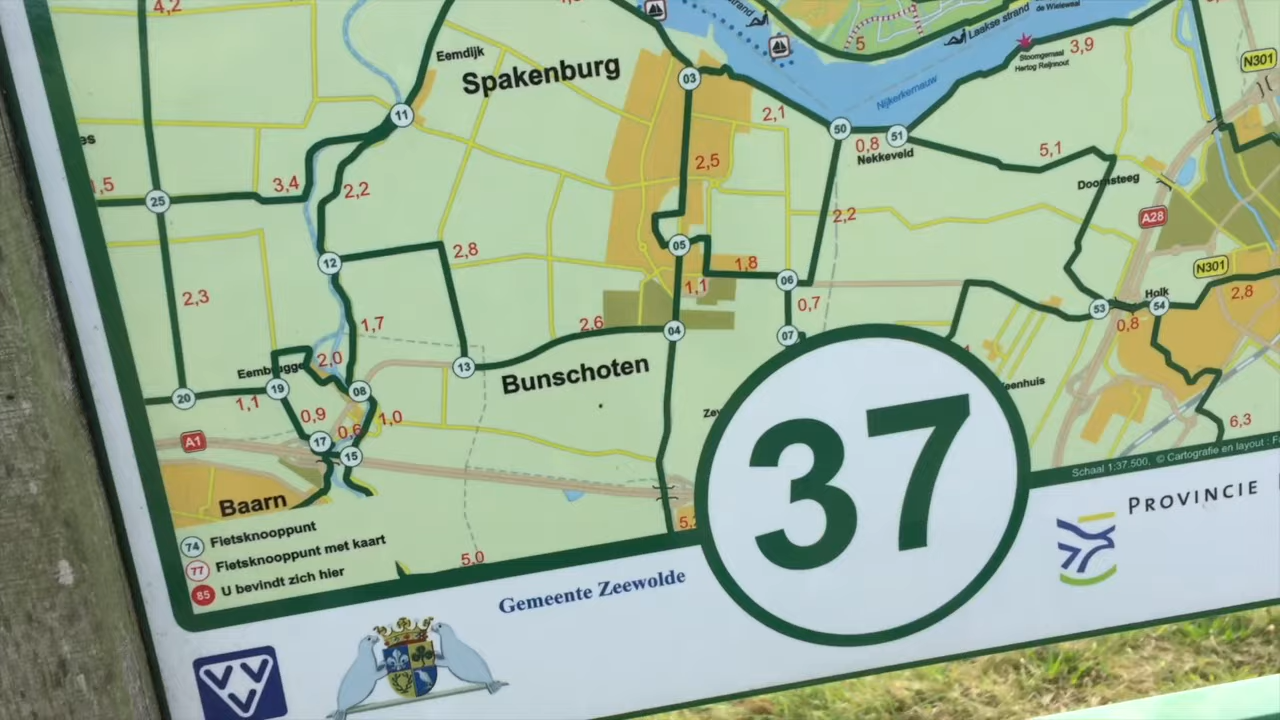 4,2
strand
Laakse strand
de Wielewaal
Eemdijk
Spakenburg
5
Stoomgemaal
Hertog Reijnout
3,9
N301
03
Nijkerkernauw
11
2,1
50
0,8
51
Nekkeveld
5,1
es
1,5
25
3,4
2,2
2,5
Doornsteeg
A28
2,2
12
2,8
05
1,8
06
N301
2,3
1,1
0,7
Holk
2,8
53
0,8
54
1,7
2,6
04
07
Eembrugge
2,0
13
Bunschoten
20
1,1
19
08
0,9
0,6
1,0
17
15
A1
Baarn
5,0
6,3
37
Schaal 1:37.500, © Cartografie en layout :
74 Fietsknooppunt
77 Fietsknooppunt met kaart
85 U bevindt zich hier
Gemeente Zeewolde
PROVINCIE
VVV